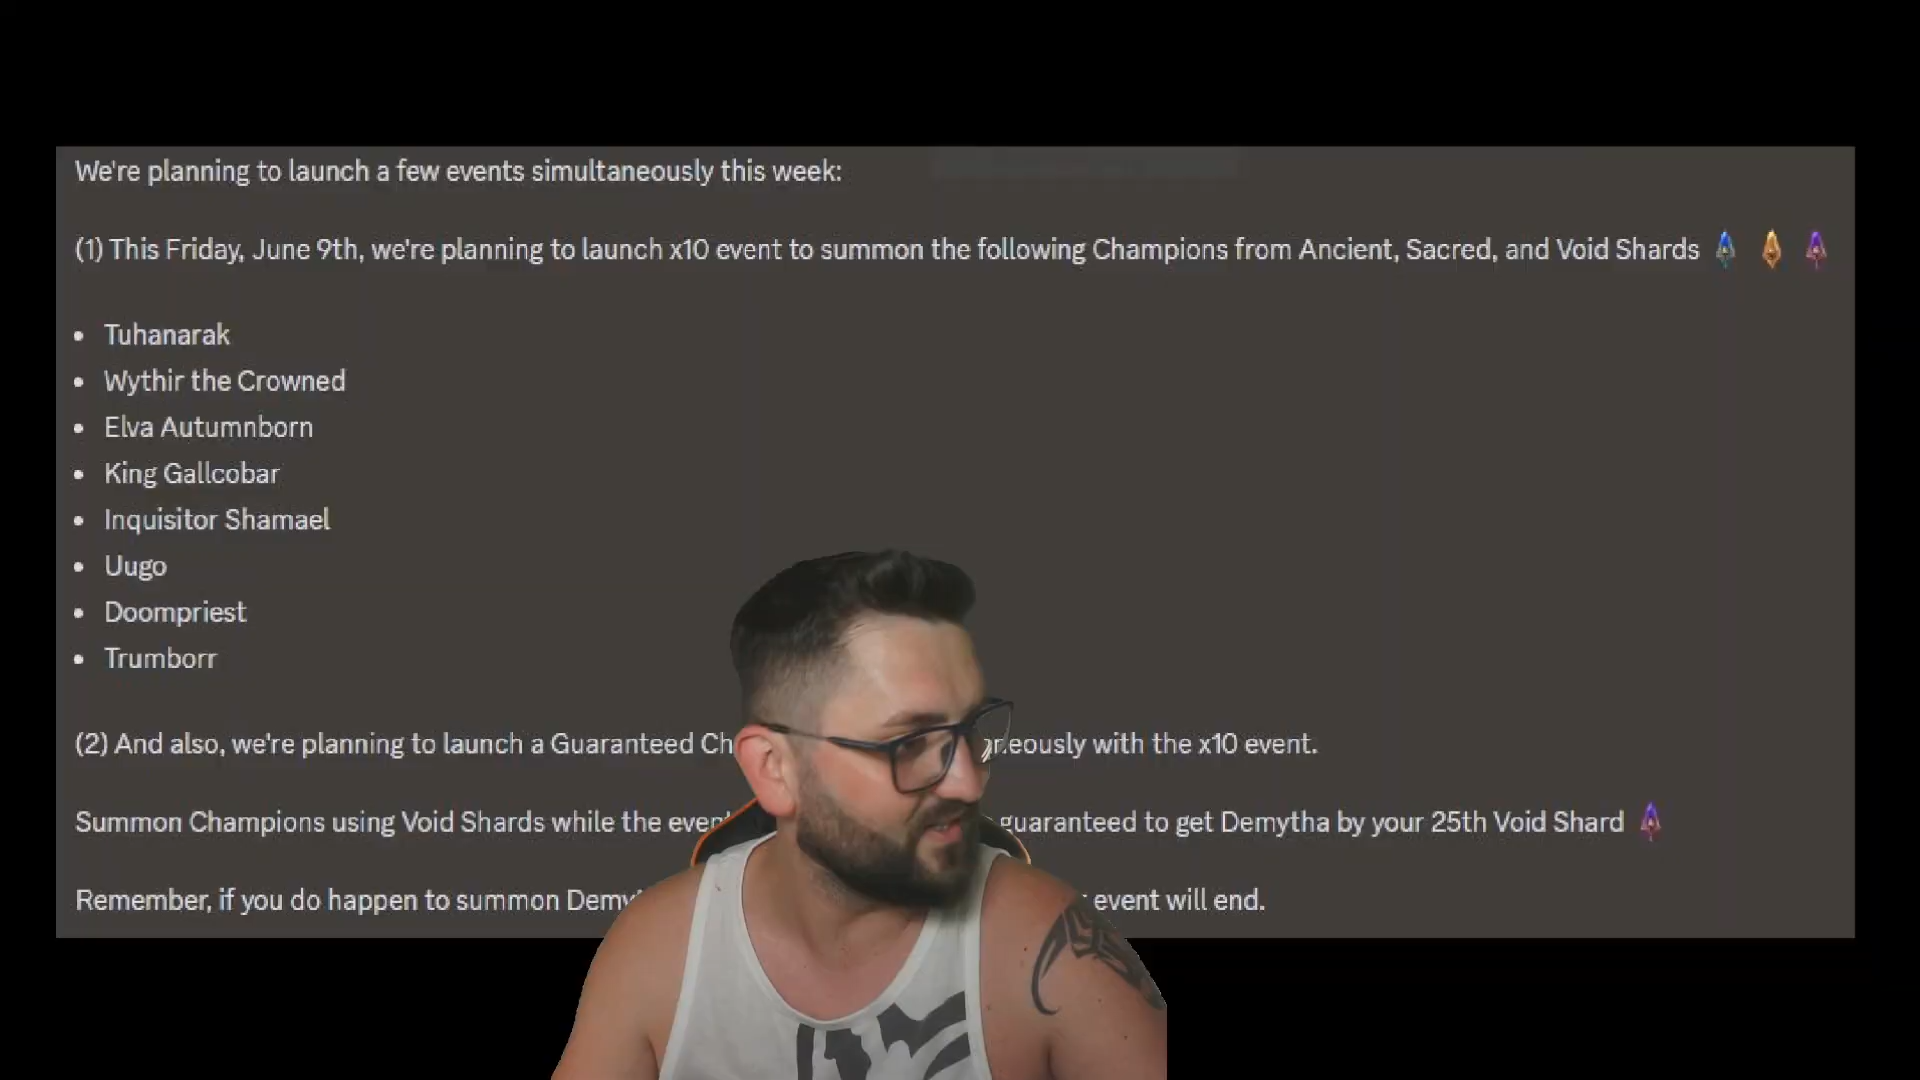 We're planning to launch a few events simultaneously this week:
(1) This Friday, June 9th, we're planning to launch x10 event to summon the following Champions from Ancient, Sacred, and Void Shards
• Tuhanarak
• Wythir the Crowned
• Elva Autumnborn
• King Gallcobar
• Inquisitor Shamael
• Uugo
• Doompriest
• Trumborr
(2) And also, we're planning to launch a Guaranteed with the x10 event.
Summon Champions using Void Shards while the guaranteed to get Demytha by your 25th Void Shard
Remember, if you do happen to summon event will end.